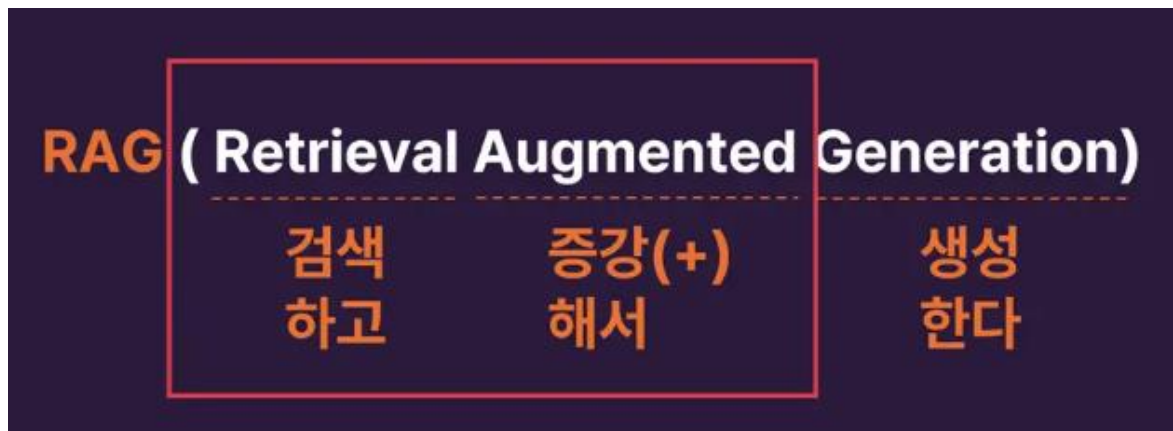 RAG ( Retrieval Augmented Generation)
검색 증강(+) 생성
하고 해서 한다